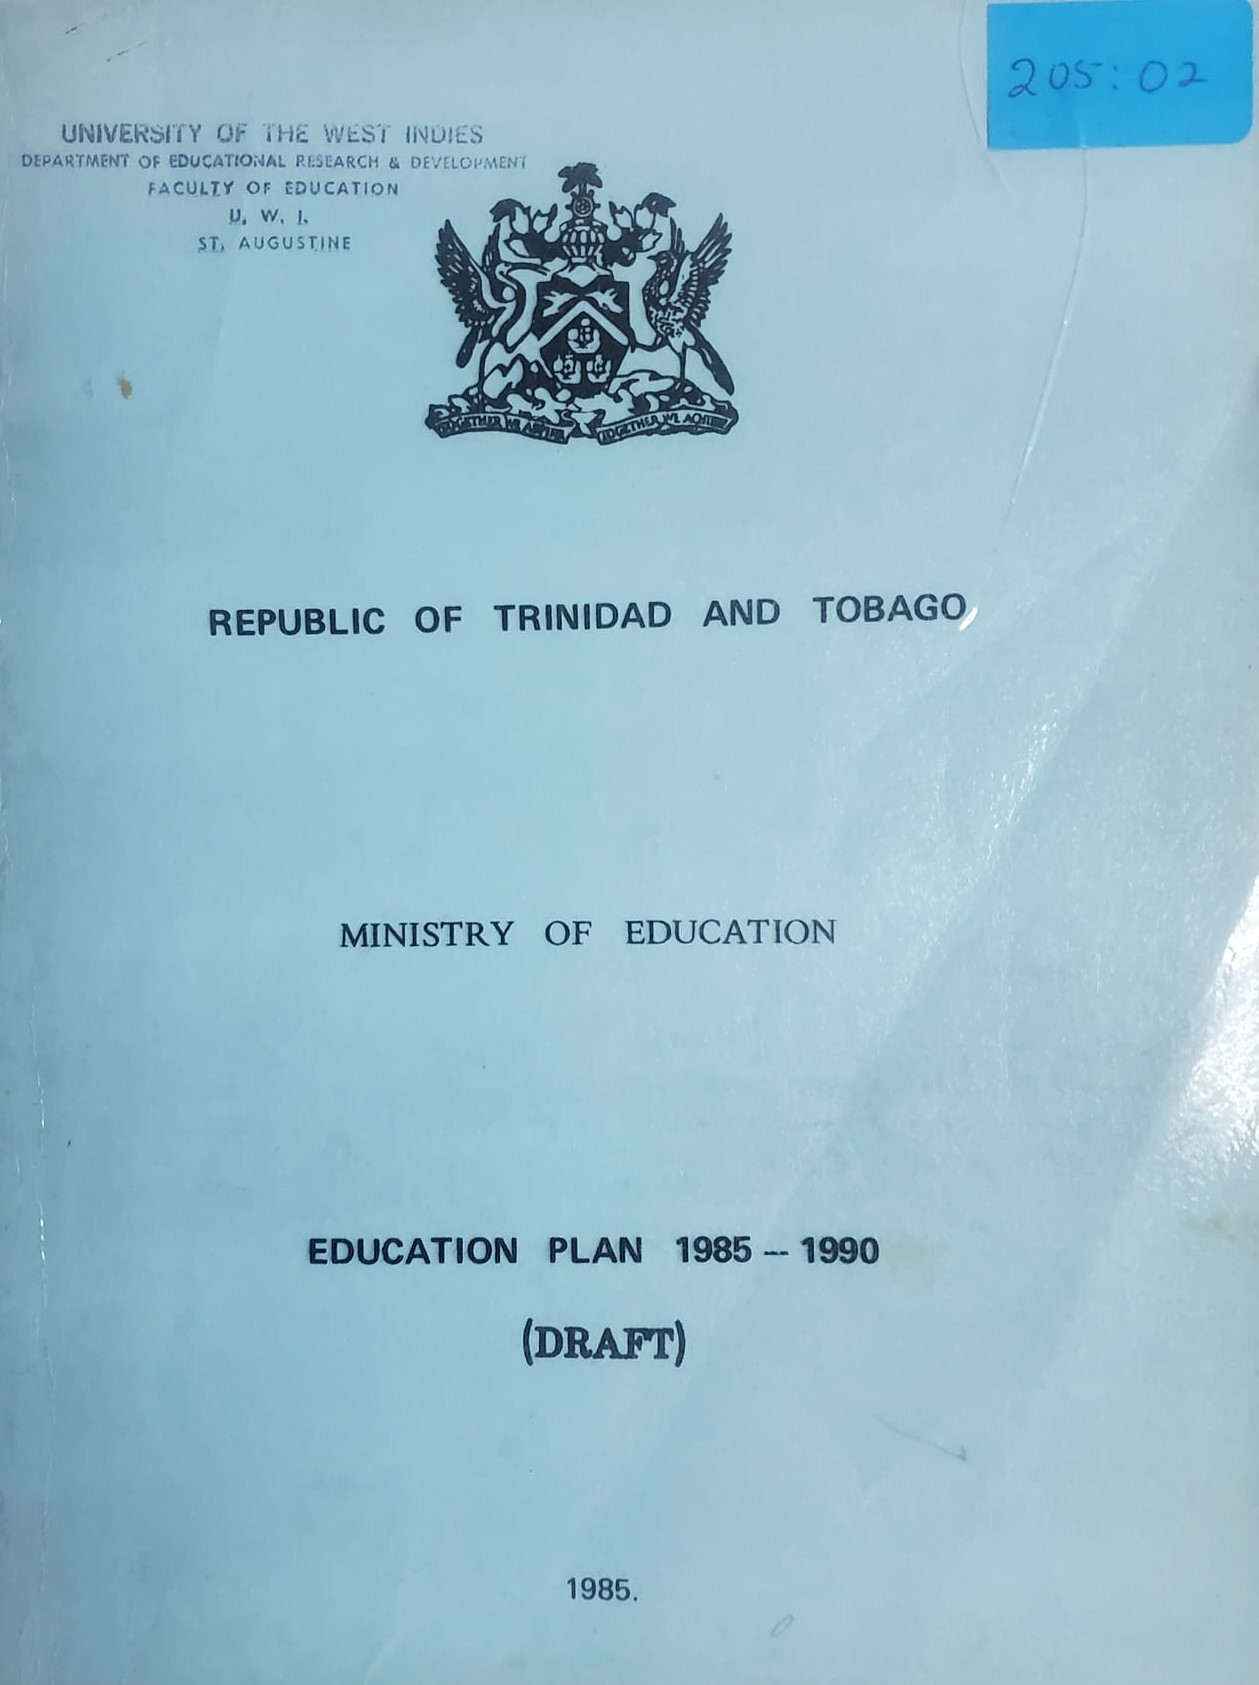 205:02
UNIVERSITY OF THE WEST INDIES
DEPARTMENT OF EDUCATIONAL RESEARCH & DEVELOPMENT
FACULTY OF EDUCATION
U. W. I.
ST. AUGUSTINE
TOGETHER WE ASPIRE TOGETHER WE ACHIEVE
REPUBLIC OF TRINIDAD AND TOBAGO
MINISTRY OF EDUCATION
EDUCATION PLAN 1985 — 1990
(DRAFT)
1985.